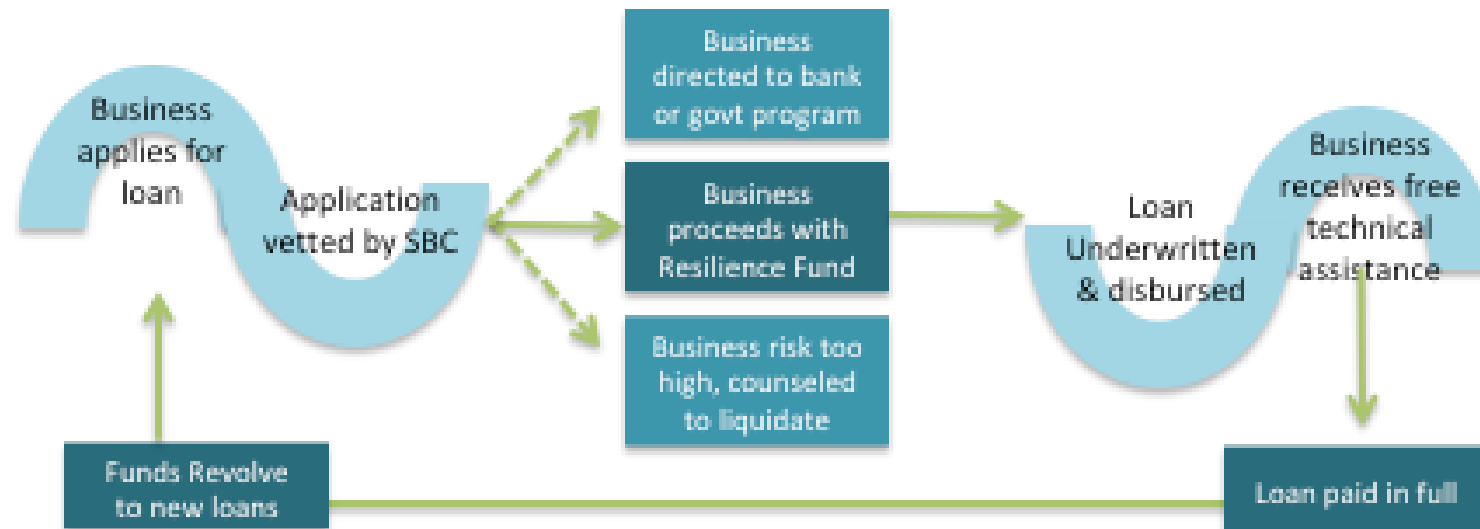 Business
applies for
loan
Application
vetted by SBC
Business
directed to bank
or govt program
Business
proceeds with
Resilience Fund
Business risk too
high, counseled
to liquidate
Loan
Underwritten
& disbursed
Business
receives free
technical
assistance
Loan paid in full
Funds Revolve
to new loans